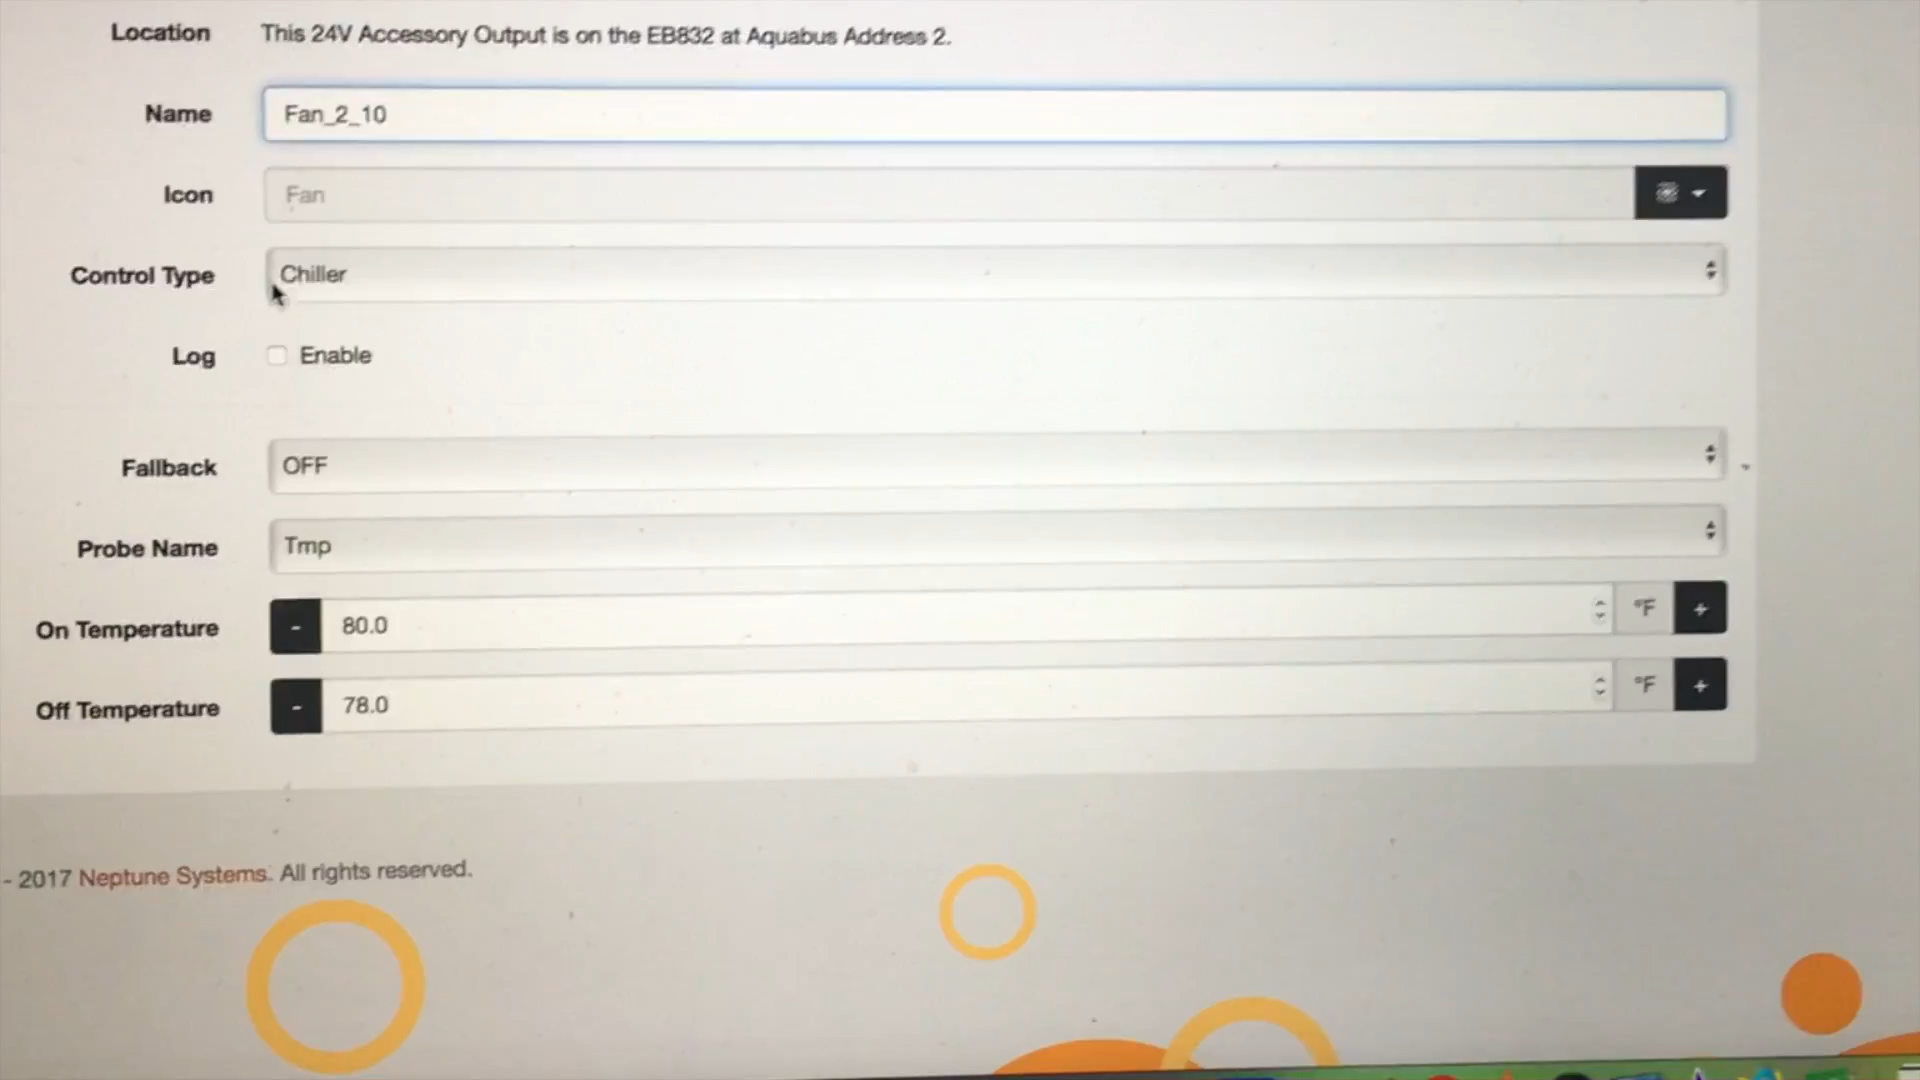 Location This 24V Accessory Output is on the EB832 at Aquabus Address 2.
Name Fan_2_10
Icon Fan
Control Type Chiller
Log Enable
Fallback OFF
Probe Name Tmp
On Temperature - 80.0 °F +
Off Temperature - 78.0 °F +
- 2017 Neptune Systems. All rights reserved.